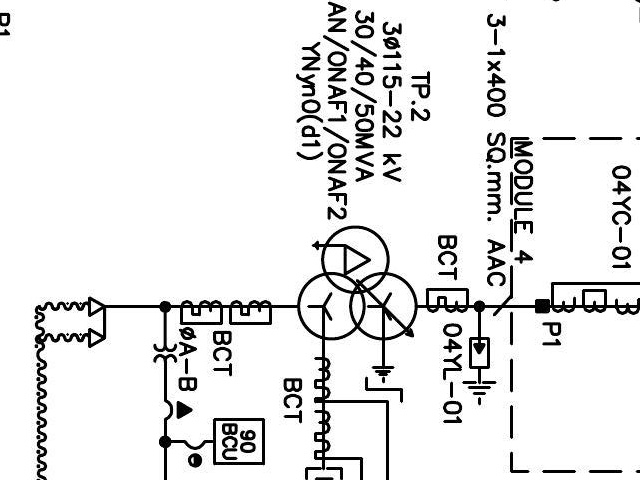 TP.2
3ø115-22 kV
30/40/50MVA
AN/ONAF1/ONAF2
YNyn0(d1)
3-1x400 SQ.mm. AAC
MODULE 4
04YC-01
P1
BCT
04YL-01
BCT
BCT
øA-B
90
BCU
P1